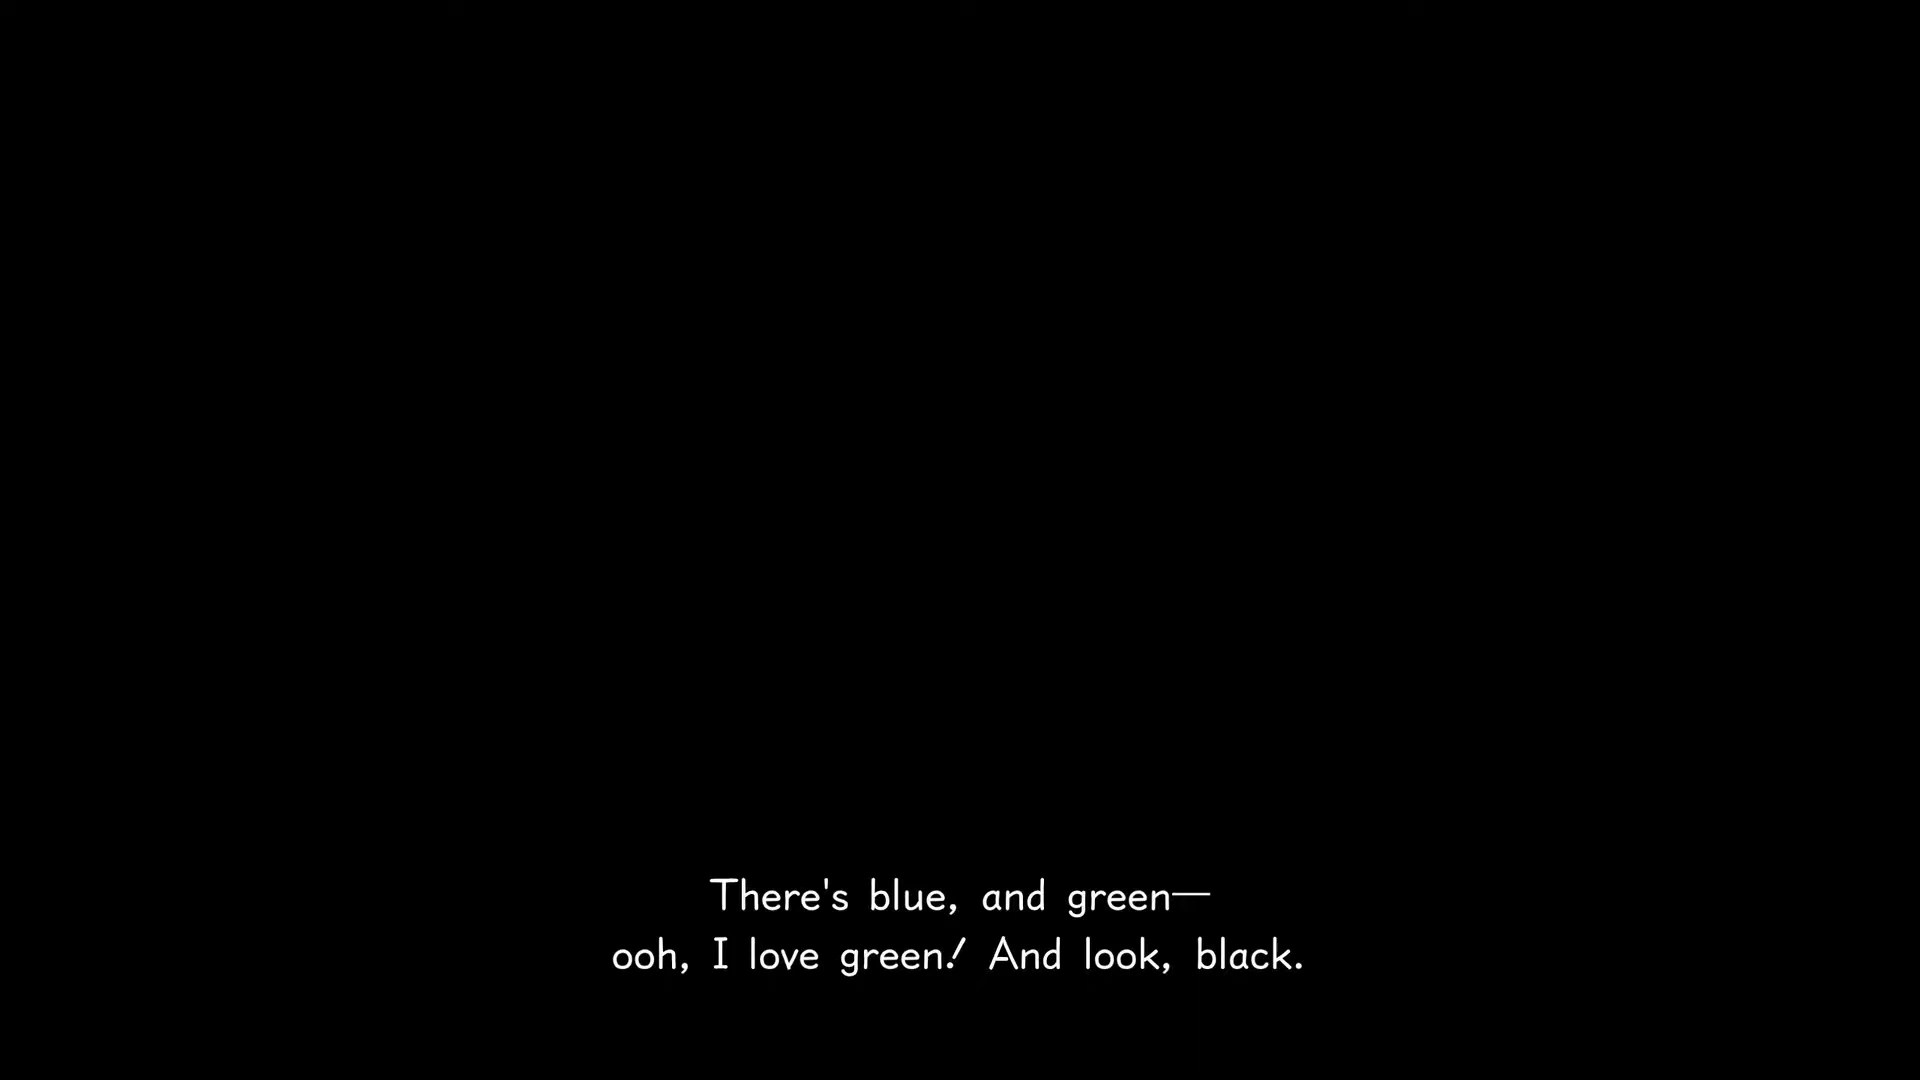 There's blue, and green—
ooh, I love green! And look, black.